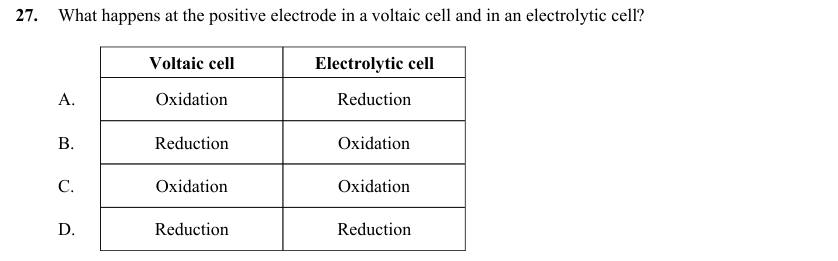 27. What happens at the positive electrode in a voltaic cell and in an electrolytic cell?
Voltaic cell Electrolytic cell
A. Oxidation Reduction
B. Reduction Oxidation
C. Oxidation Oxidation
D. Reduction Reduction